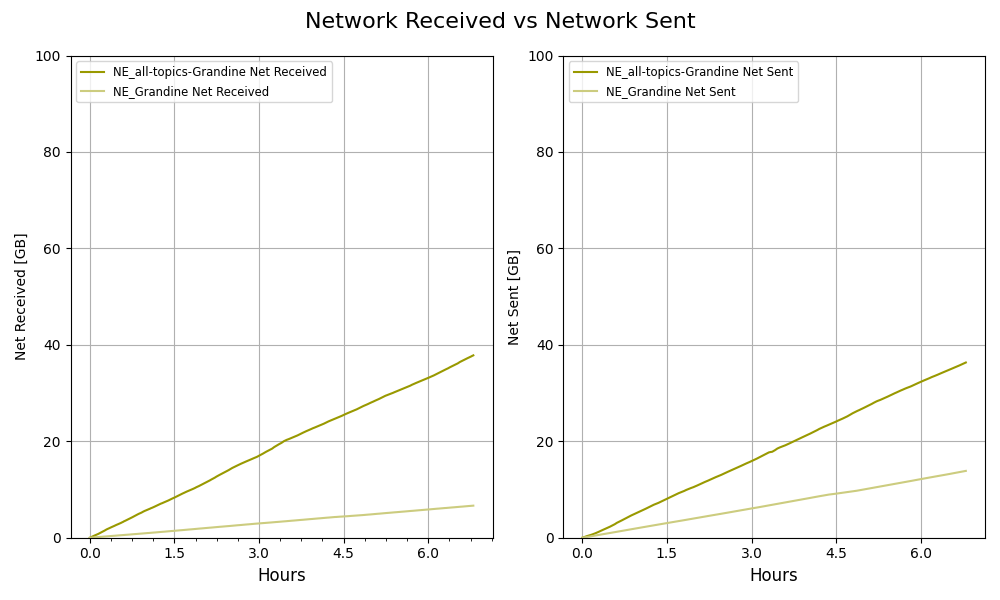 Network Received vs Network Sent
100
80
60
40
20
0
Net Received [GB]
NE_all-topics-Grandine Net Received
NE_Grandine Net Received
0.0 1.5 3.0 4.5 6.0
Hours
100
80
60
40
20
0
Net Sent [GB]
NE_all-topics-Grandine Net Sent
NE_Grandine Net Sent
0.0 1.5 3.0 4.5 6.0
Hours